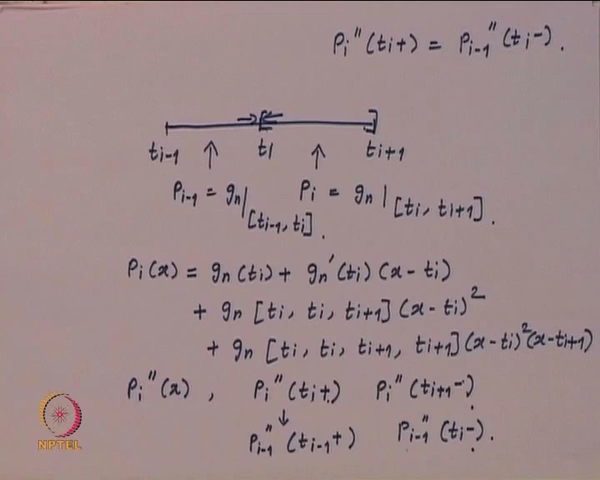 Pi''(ti+) = Pi-1''(ti-).
ti-1 ti ti+1
Pi-1 = gn|[ti-1, ti]. Pi = gn|[ti, ti+1].
Pi(x) = gn(ti) + gn'(ti)(x-ti)
+ gn[ti, ti, ti+1](x-ti)²
+ gn[ti, ti, ti+1, ti+1](x-ti)²(x-ti+1)
Pi''(x), Pi''(ti+) Pi''(ti+1-)
Pi-1''(ti-1+) Pi-1''(ti-).
NPTEL